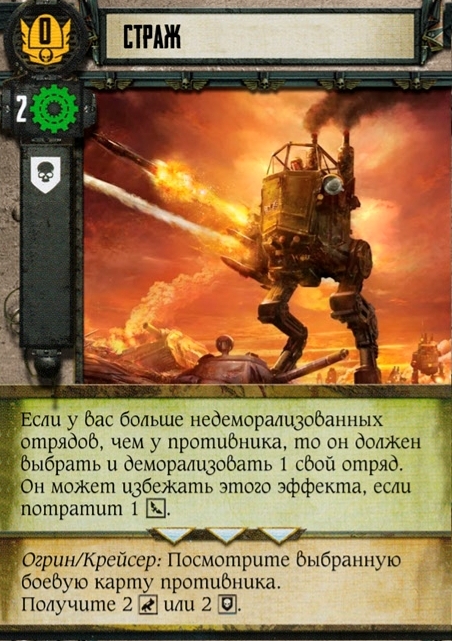 0
СТРАЖ
2
Если у вас больше недеморализованных
отрядов, чем у противника, то он должен
выбрать и деморализовать 1 свой отряд.
Он может избежать этого эффекта, если
потратит 1 .
Огрин/Крейсер: Посмотрите выбранную
боевую карту противника.
Получите 2 или 2 .